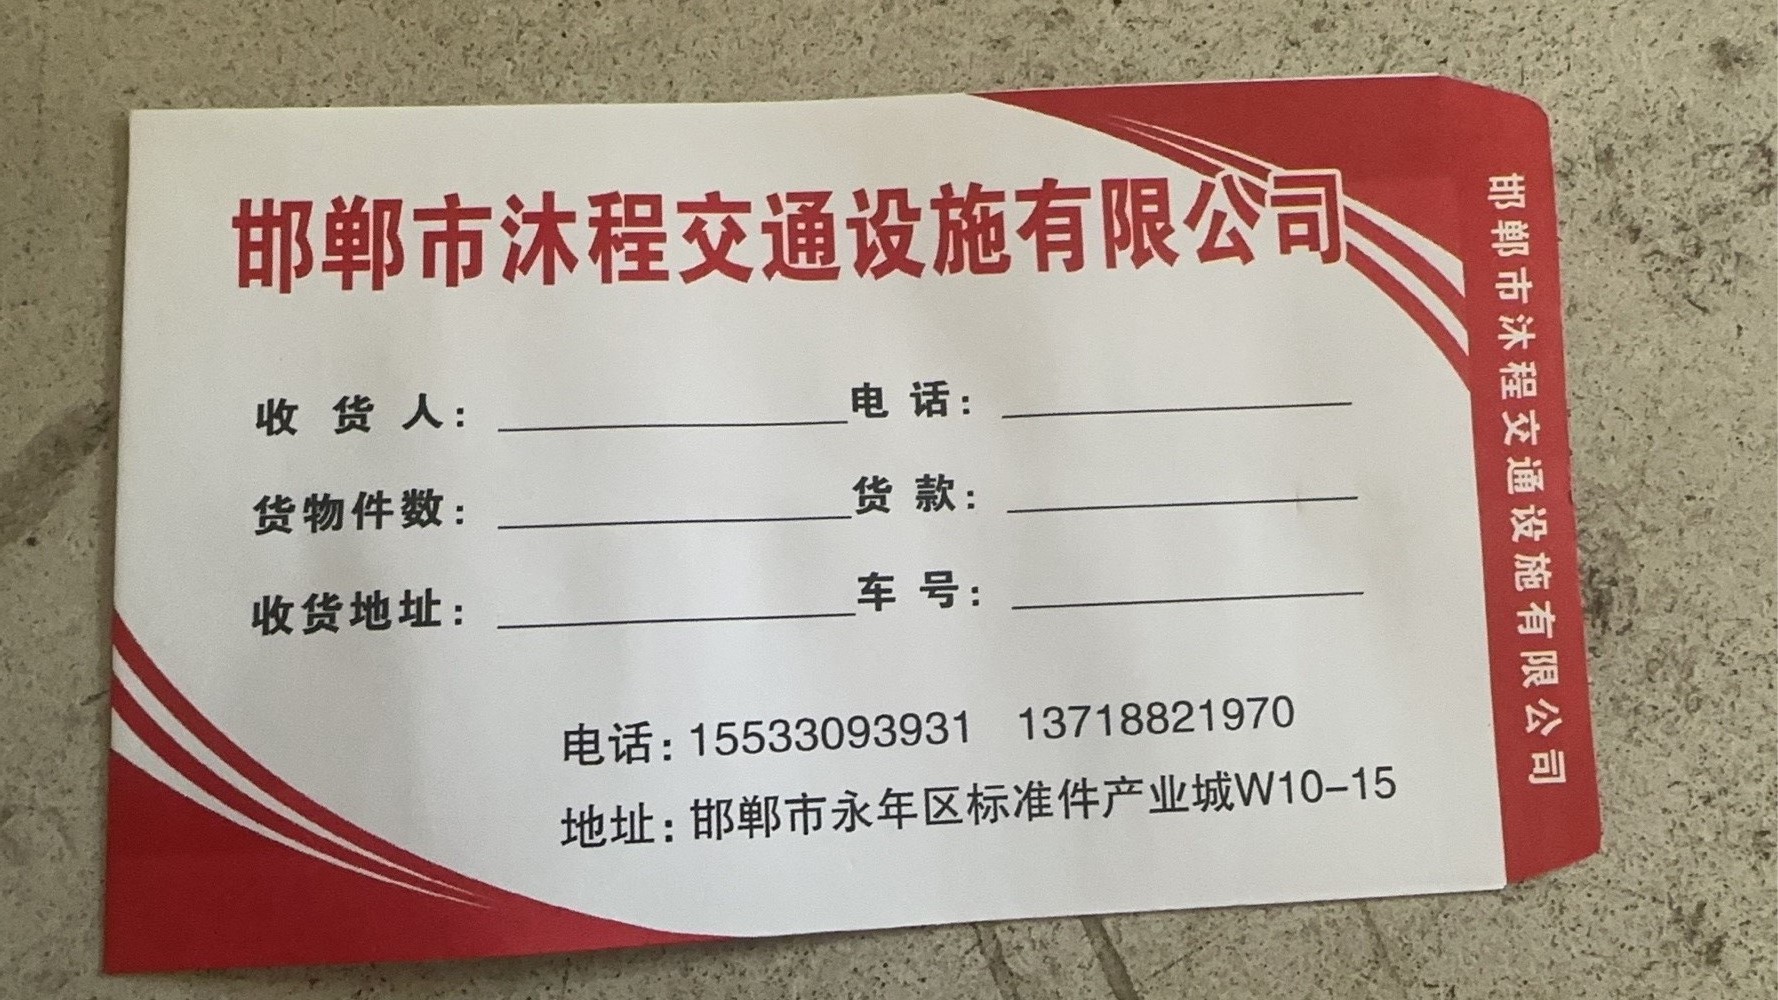 邯郸市沐程交通设施有限公司
收货人：电话：
货物件数：货款：
收货地址：车号：
电话：15533093931 13718821970
地址：邯郸市永年区标准件产业城W10-15
邯郸市沐程交通设施有限公司